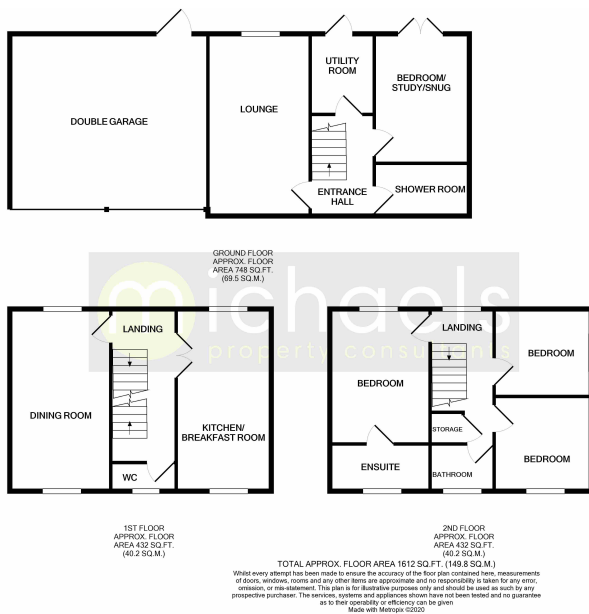 UTILITY
ROOM
BEDROOM/
STUDY/SNUG
LOUNGE
DOUBLE GARAGE
ENTRANCE
HALL
SHOWER ROOM
GROUND FLOOR
APPROX. FLOOR
AREA 748 SQ.FT.
(69.5 SQ.M.)
michaels
property consultants
LANDING
DINING ROOM
KITCHEN/
BREAKFAST ROOM
WC
LANDING
BEDROOM
BEDROOM
STORAGE
BEDROOM
ENSUITE
BATHROOM
1ST FLOOR
APPROX. FLOOR
AREA 432 SQ.FT.
(40.2 SQ.M.)
2ND FLOOR
APPROX. FLOOR
AREA 432 SQ.FT.
(40.2 SQ.M.)
TOTAL APPROX. FLOOR AREA 1612 SQ.FT. (149.8 SQ.M.)
Whilst every attempt has been made to ensure the accuracy of the floor plan contained here, measurements
of doors, windows, rooms and any other items are approximate and no responsibility is taken for any error,
omission, or mis-statement. This plan is for illustrative purposes only and should be used as such by any
prospective purchaser. The services, systems and appliances shown have not been tested and no guarantee
as to their operability or efficiency can be given
Made with Metropix ©2020